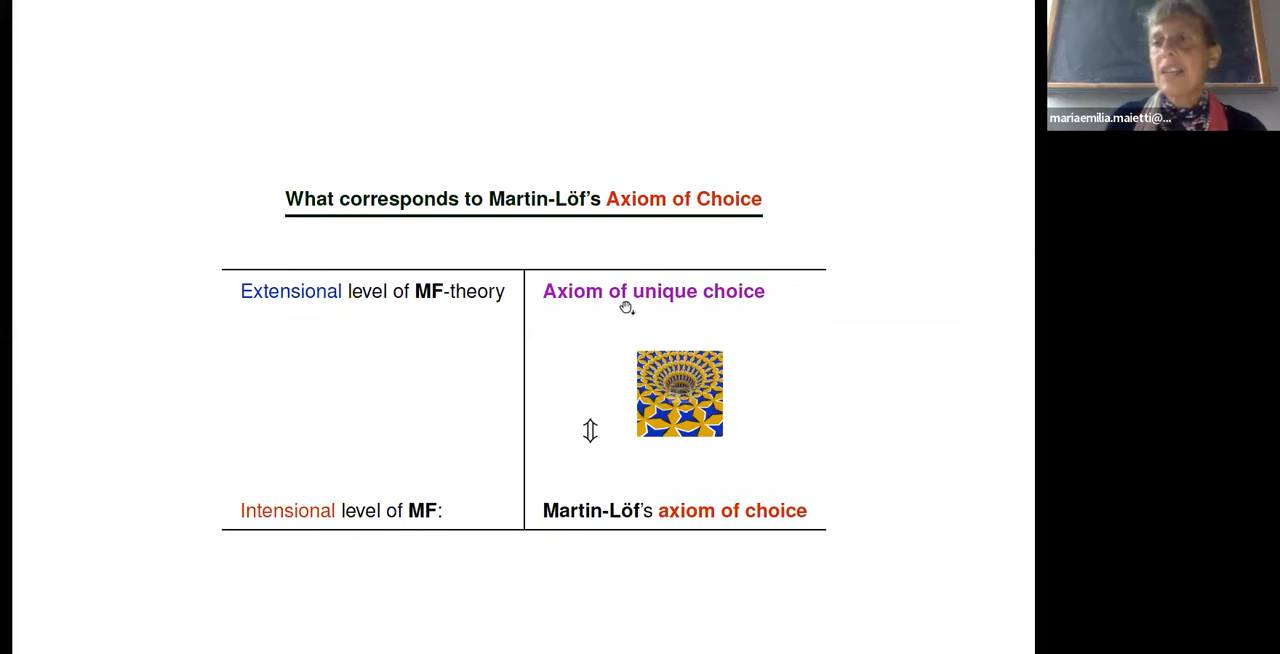 mariaemilia.maietti@...
What corresponds to Martin-Löf's Axiom of Choice
Extensional level of MF-theory
Axiom of unique choice
⇕
Intensional level of MF:
Martin-Löf's axiom of choice